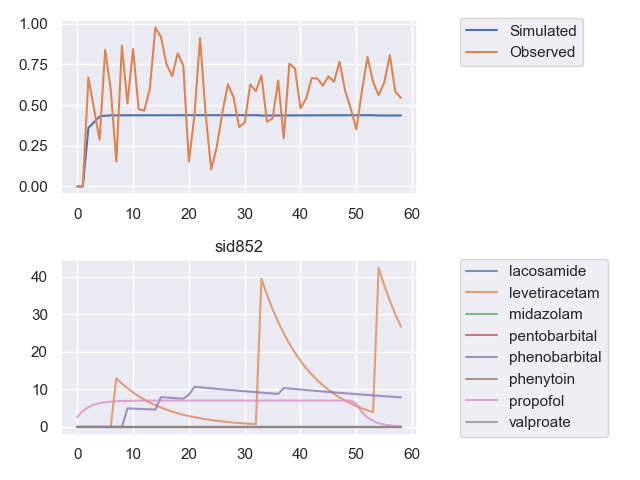 1.00
0.75
0.50
0.25
0.00
0 10 20 30 40 50 60
Simulated
Observed
sid852
40
30
20
10
0
0 10 20 30 40 50 60
lacosamide
levetiracetam
midazolam
pentobarbital
phenobarbital
phenytoin
propofol
valproate